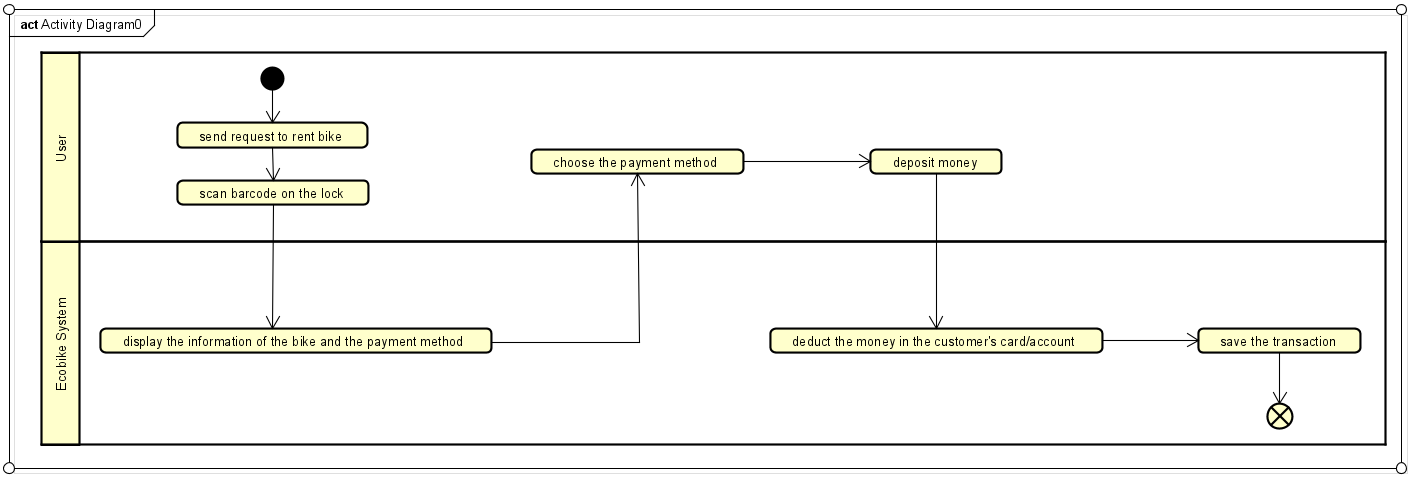 act Activity Diagram0
User
send request to rent bike
scan barcode on the lock
choose the payment method
deposit money
Ecobike System
display the information of the bike and the payment method
deduct the money in the customer's card/account
save the transaction